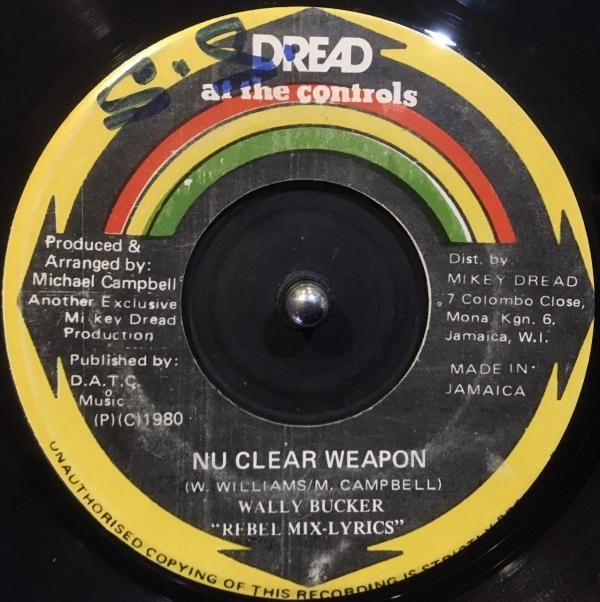 S.S
DREAD
at the controls
Produced &
Arranged by:
Michael Campbell
Another Exclusive
Mikey Dread
Production
Published by:
D.A.T.C.
Music
(P)(C)1980
Dist. by
MIKEY DREAD
7 Colombo Close,
Mona Kgn. 6.
Jamaica, W.I.
MADE IN
JAMAICA
NU CLEAR WEAPON
(W. WILLIAMS/M. CAMPBELL)
WALLY BUCKER
"REBEL MIX-LYRICS"
UNAUTHORISED COPYING OF THIS RECORDING IS